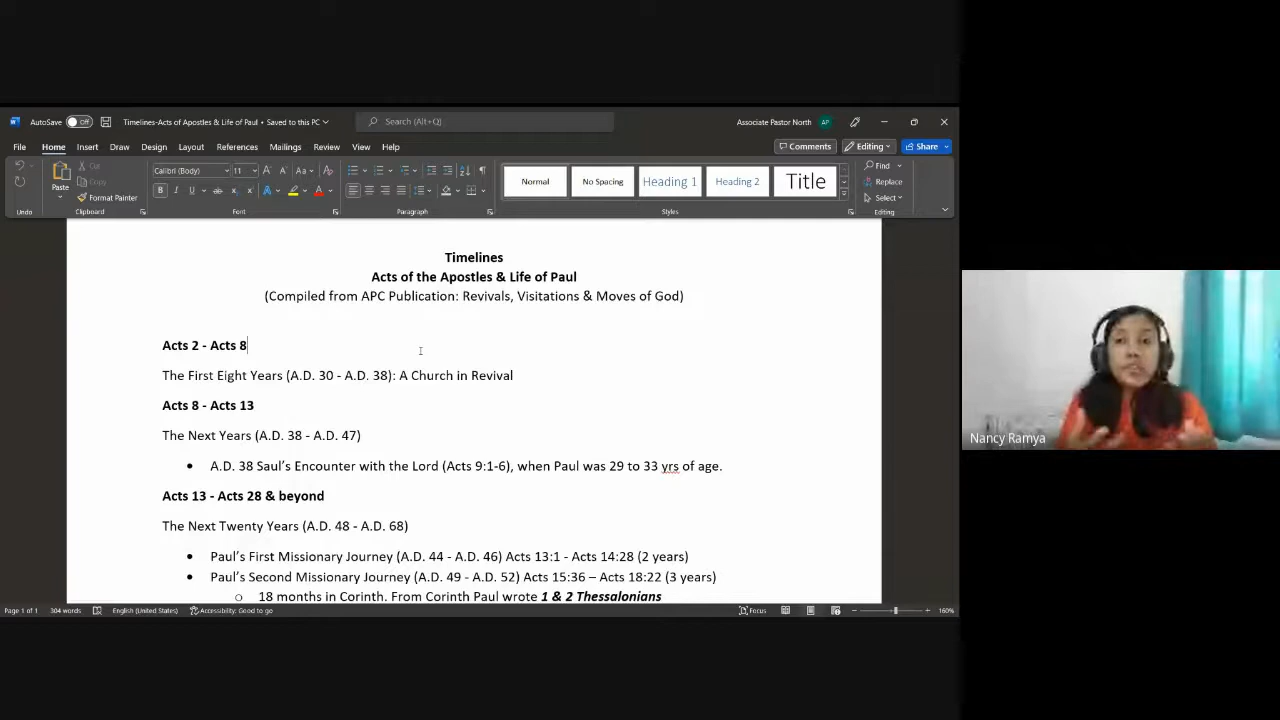 AutoSave Off Timelines-Acts of Apostles & Life of Paul • Saved to this PC Search (Alt+Q) Associate Pastor North AP
File Home Insert Draw Design Layout References Mailings Review View Help Comments Editing Share
Paste Cut Copy Format Painter Calibri (Body) 11 Normal No Spacing Heading 1 Heading 2 Title Find Replace Select
Undo Clipboard Font Paragraph Styles Editing
Timelines
Acts of the Apostles & Life of Paul
(Compiled from APC Publication: Revivals, Visitations & Moves of God)
Acts 2 - Acts 8
The First Eight Years (A.D. 30 - A.D. 38): A Church in Revival
Acts 8 - Acts 13
The Next Years (A.D. 38 - A.D. 47)
• A.D. 38 Saul's Encounter with the Lord (Acts 9:1-6), when Paul was 29 to 33 yrs of age.
Acts 13 - Acts 28 & beyond
The Next Twenty Years (A.D. 48 - A.D. 68)
• Paul's First Missionary Journey (A.D. 44 - A.D. 46) Acts 13:1 - Acts 14:28 (2 years)
• Paul's Second Missionary Journey (A.D. 49 - A.D. 52) Acts 15:36 – Acts 18:22 (3 years)
o 18 months in Corinth. From Corinth Paul wrote 1 & 2 Thessalonians
Page 1 of 1 304 words English (United States) Accessibility: Good to go Focus 160%
Nancy Ramya